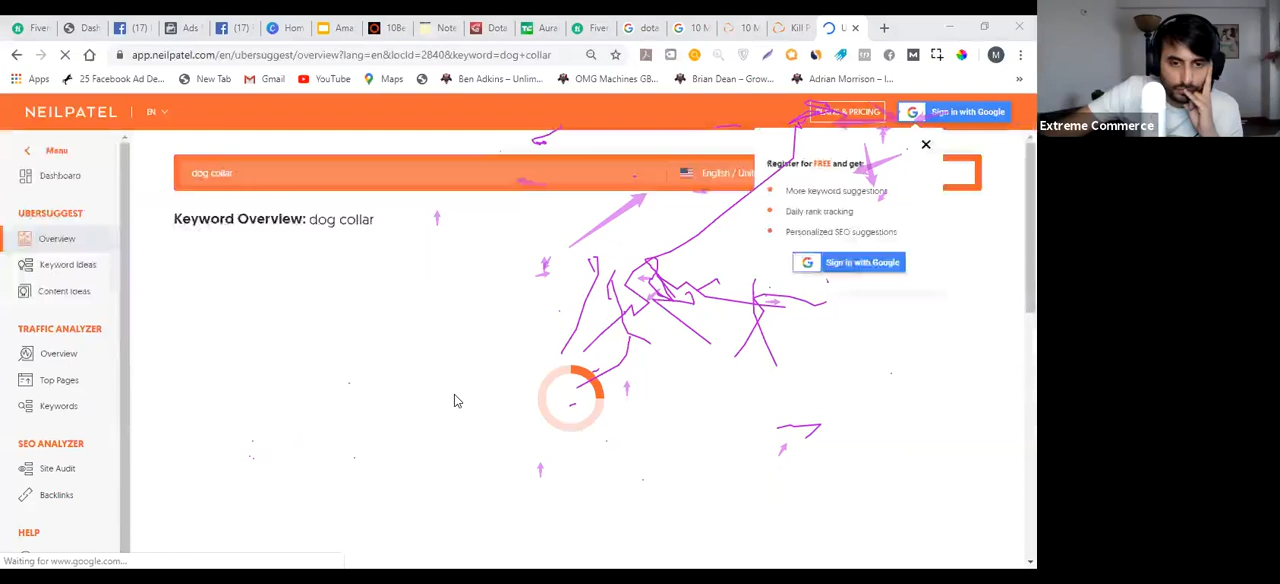 Fiver
Dash
(17)
Ads
(17)
Hom
Ama
10Be
Note
Dota
Aura
Fiver
dota
10 M
10 M
Kill P
U
app.neilpatel.com/en/ubersuggest/overview?lang=en&locId=2840&keyword=dog+collar
M
Apps
25 Facebook Ad De...
New Tab
Gmail
YouTube
Maps
Ben Adkins – Unlim...
OMG Machines GB...
Brian Dean – Grow...
Adrian Morrison – I...
»
NEILPATEL
EN
PLANS & PRICING
Sign in with Google
Extreme Commerce
Menu
Dashboard
UBERSUGGEST
Overview
Keyword Ideas
Content Ideas
TRAFFIC ANALYZER
Overview
Top Pages
Keywords
SEO ANALYZER
Site Audit
Backlinks
HELP
dog collar
English / Unit
Keyword Overview: dog collar
Register for FREE and get:
More keyword suggestions
Daily rank tracking
Personalized SEO suggestions
Sign in with Google
Waiting for www.google.com...